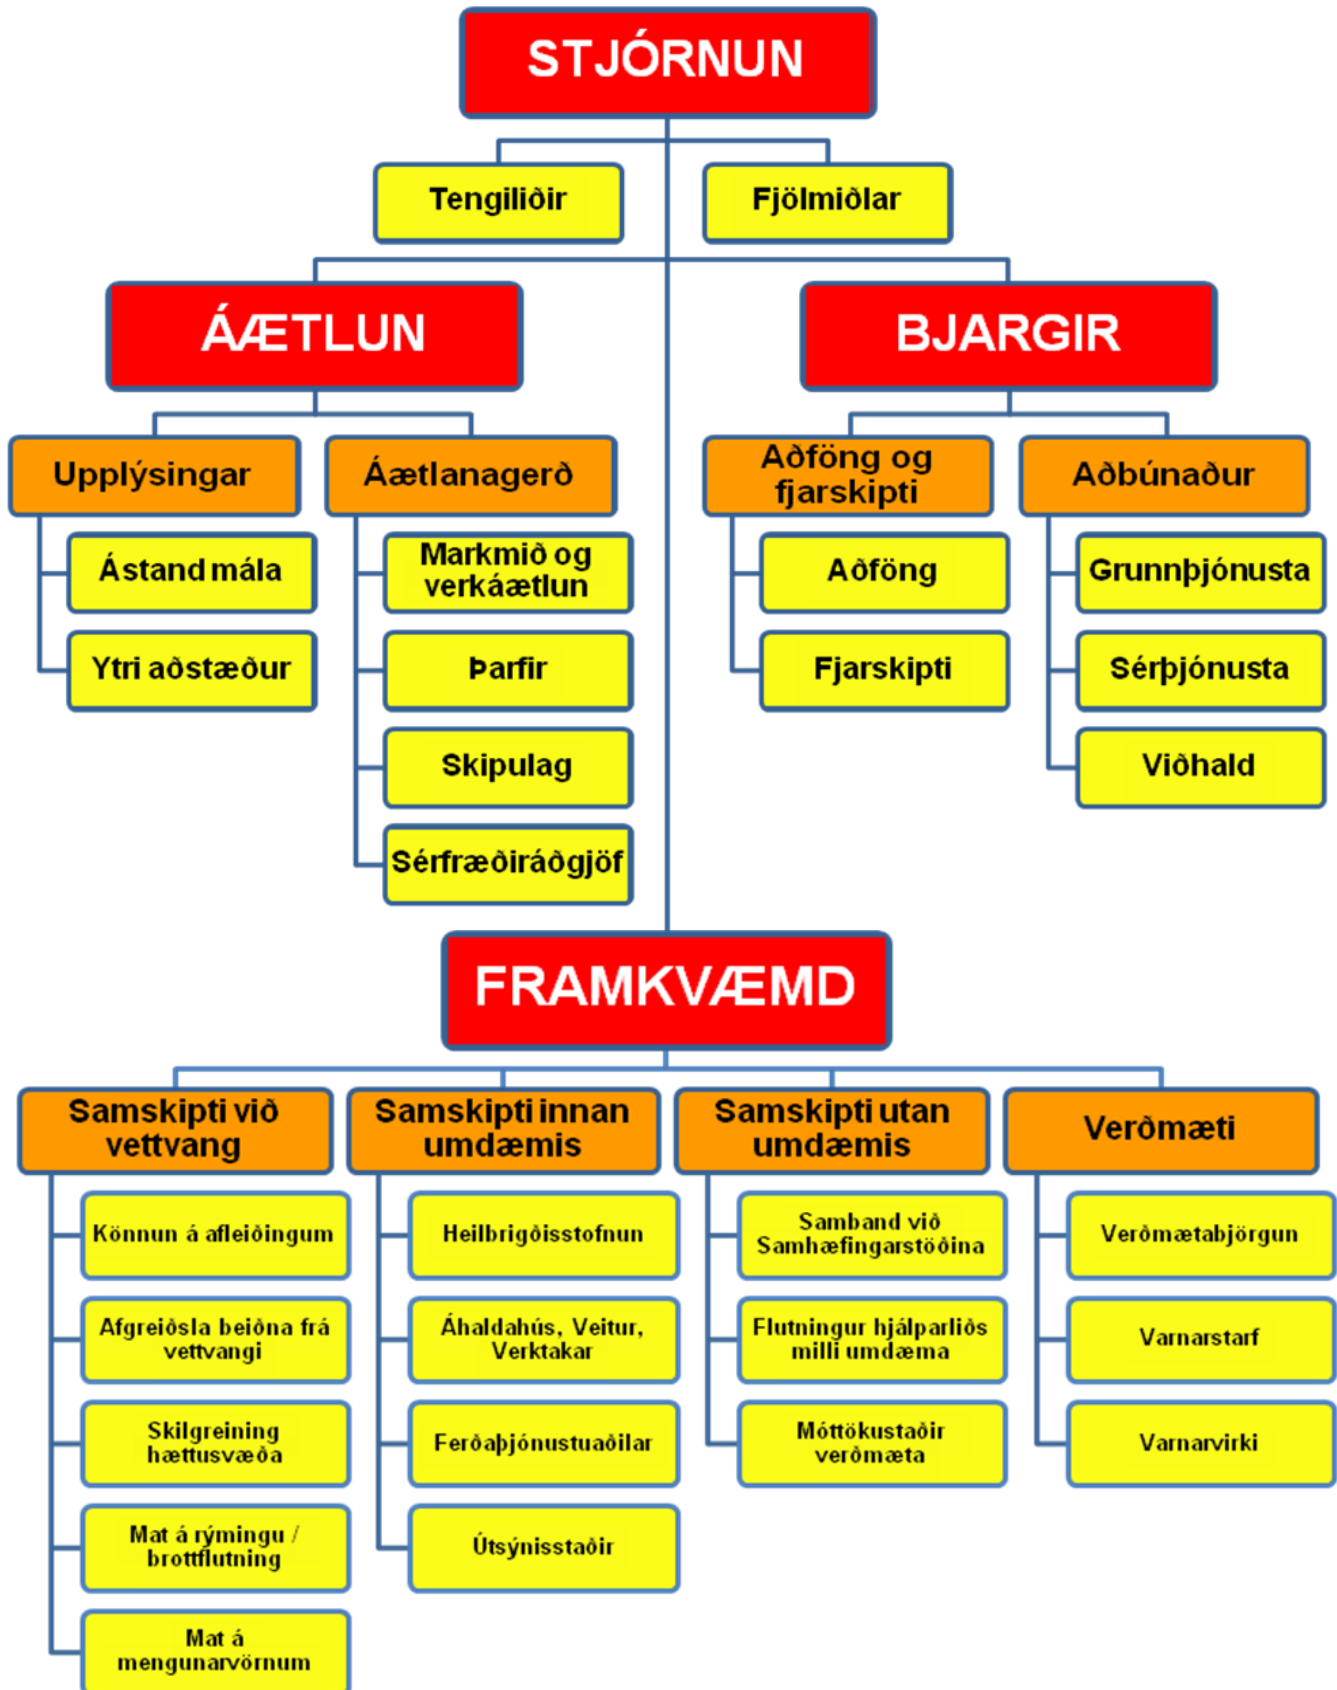 STJÓRNUN
Tengiliðir
Fjölmiðlar
ÁÆTLUN
BJARGIR
Upplýsingar
Ástand mála
Ytri aðstæður
Áætlanagerð
Markmið og
verkáætlun
Þarfir
Skipulag
Sérfræðiráðgjöf
Aðföng og
fjarskipti
Aðföng
Fjarskipti
Aðbúnaður
Grunnþjónusta
Sérþjónusta
Viðhald
FRAMKVÆMD
Samskipti við
vettvang
Könnun á afleiðingum
Afgreiðsla beiðna frá
vettvangi
Skilgreining
hættusvæða
Mat á rýmingu /
brottflutning
Mat á
mengunarvörnum
Samskipti innan
umdæmis
Heilbrigðisstofnun
Áhaldahús, Veitur,
Verktakar
Ferðaþjónustuaðilar
Útsýnisstaðir
Samskipti utan
umdæmis
Samband við
Samhæfingarstöðina
Flutningur hjálparliðs
milli umdæma
Móttökustaðir
verðmæta
Verðmæti
Verðmætabjörgun
Varnarstarf
Varnarvirki